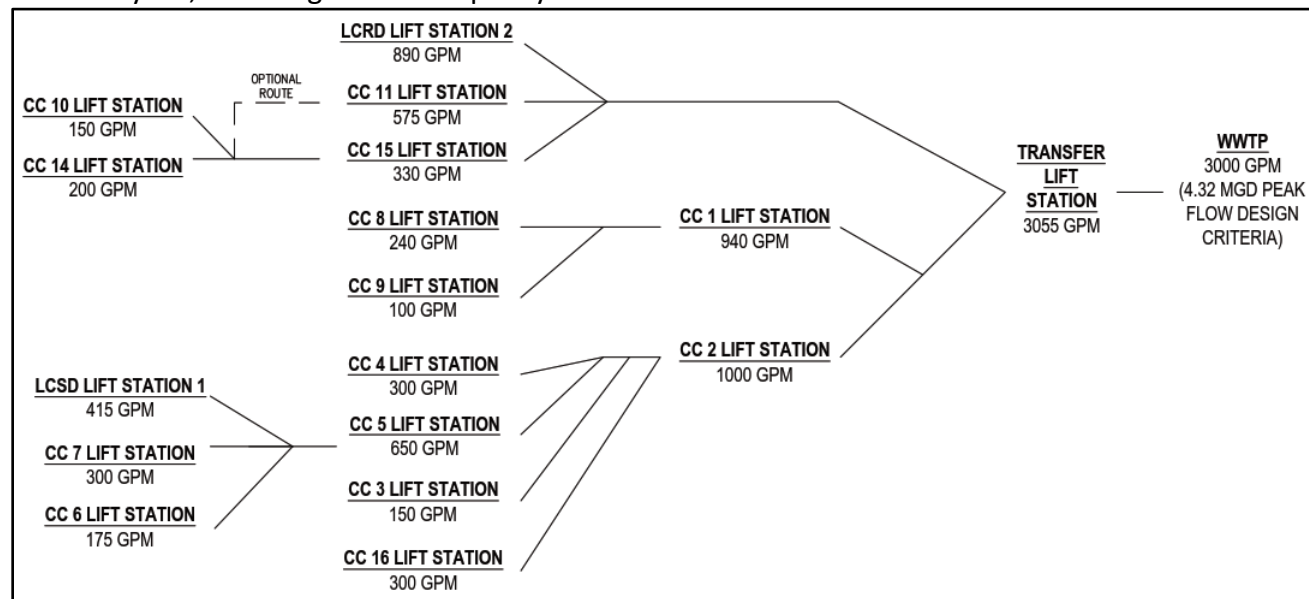 LCRD LIFT STATION 2
890 GPM
OPTIONAL
ROUTE
CC 10 LIFT STATION
150 GPM
CC 11 LIFT STATION
575 GPM
CC 14 LIFT STATION
200 GPM
CC 15 LIFT STATION
330 GPM
CC 8 LIFT STATION
240 GPM
CC 9 LIFT STATION
100 GPM
CC 1 LIFT STATION
940 GPM
TRANSFER
LIFT
STATION
3055 GPM
WWTP
3000 GPM
(4.32 MGD PEAK
FLOW DESIGN
CRITERIA)
CC 4 LIFT STATION
300 GPM
CC 2 LIFT STATION
1000 GPM
LCSD LIFT STATION 1
415 GPM
CC 5 LIFT STATION
650 GPM
CC 7 LIFT STATION
300 GPM
CC 3 LIFT STATION
150 GPM
CC 6 LIFT STATION
175 GPM
CC 16 LIFT STATION
300 GPM